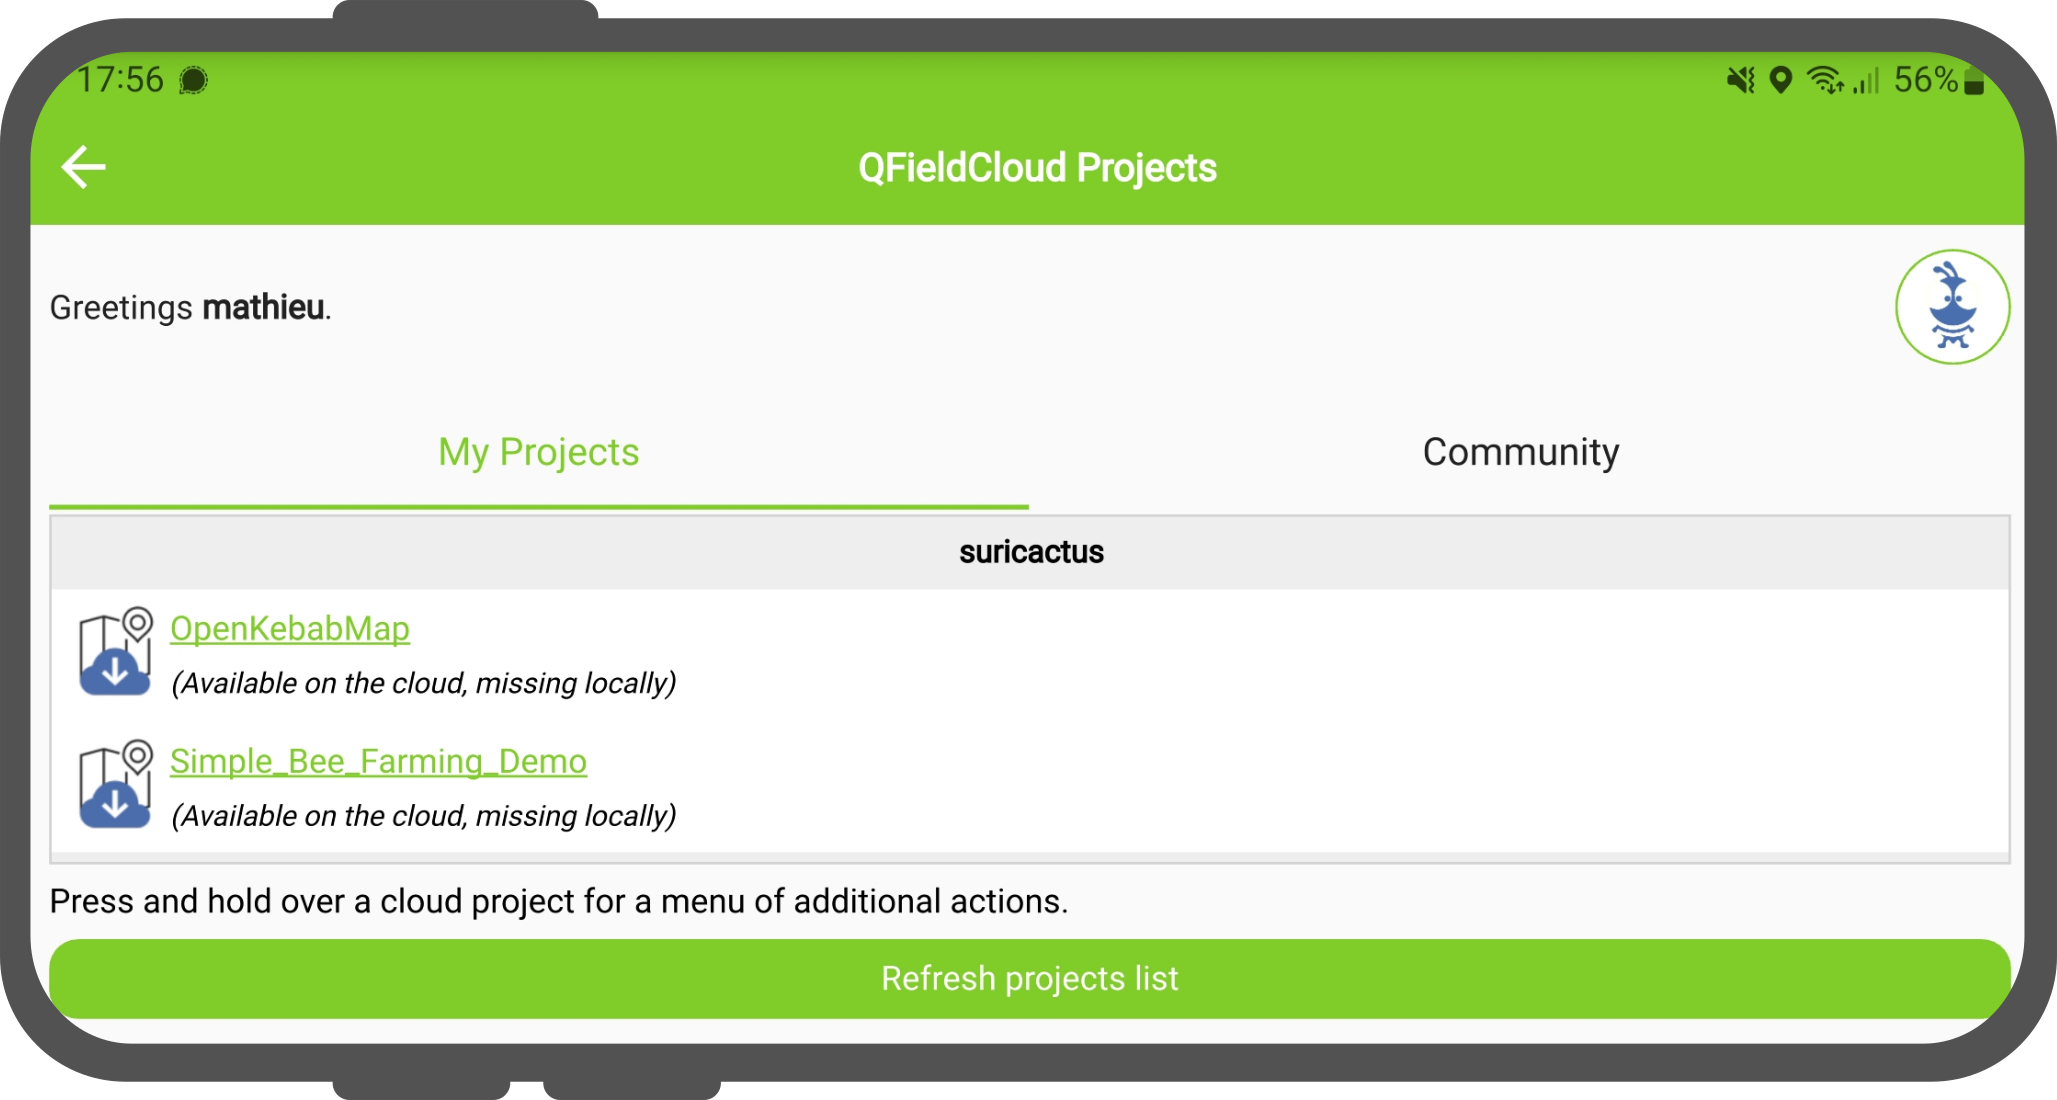 17:56
56%
QFieldCloud Projects
Greetings mathieu.
My Projects
Community
suricactus
OpenKebabMap
(Available on the cloud, missing locally)
Simple_Bee_Farming_Demo
(Available on the cloud, missing locally)
Press and hold over a cloud project for a menu of additional actions.
Refresh projects list